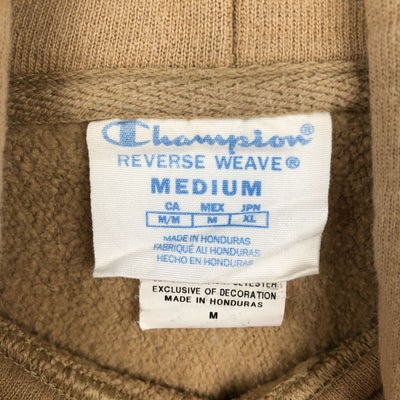 Champion®
REVERSE WEAVE®
MEDIUM
CA MEX JPN
M/M M XL
MADE IN HONDURAS
FABRIQUÉ AU HONDURAS
HECHO EN HONDURAS
EXCLUSIVE OF DECORATION
MADE IN HONDURAS
M